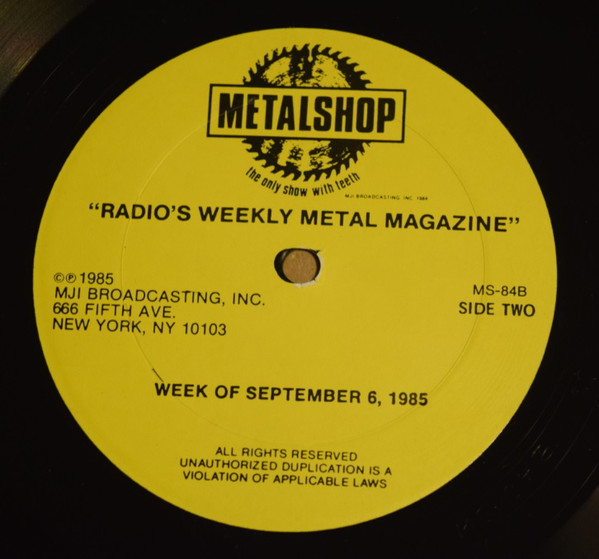 METALSHOP
the only show with teeth
MJI BROADCASTING, INC. 1984
"RADIO'S WEEKLY METAL MAGAZINE"
©℗1985
MJI BROADCASTING, INC.
666 FIFTH AVE.
NEW YORK, NY 10103
MS-84B
SIDE TWO
WEEK OF SEPTEMBER 6, 1985
ALL RIGHTS RESERVED
UNAUTHORIZED DUPLICATION IS A
VIOLATION OF APPLICABLE LAWS